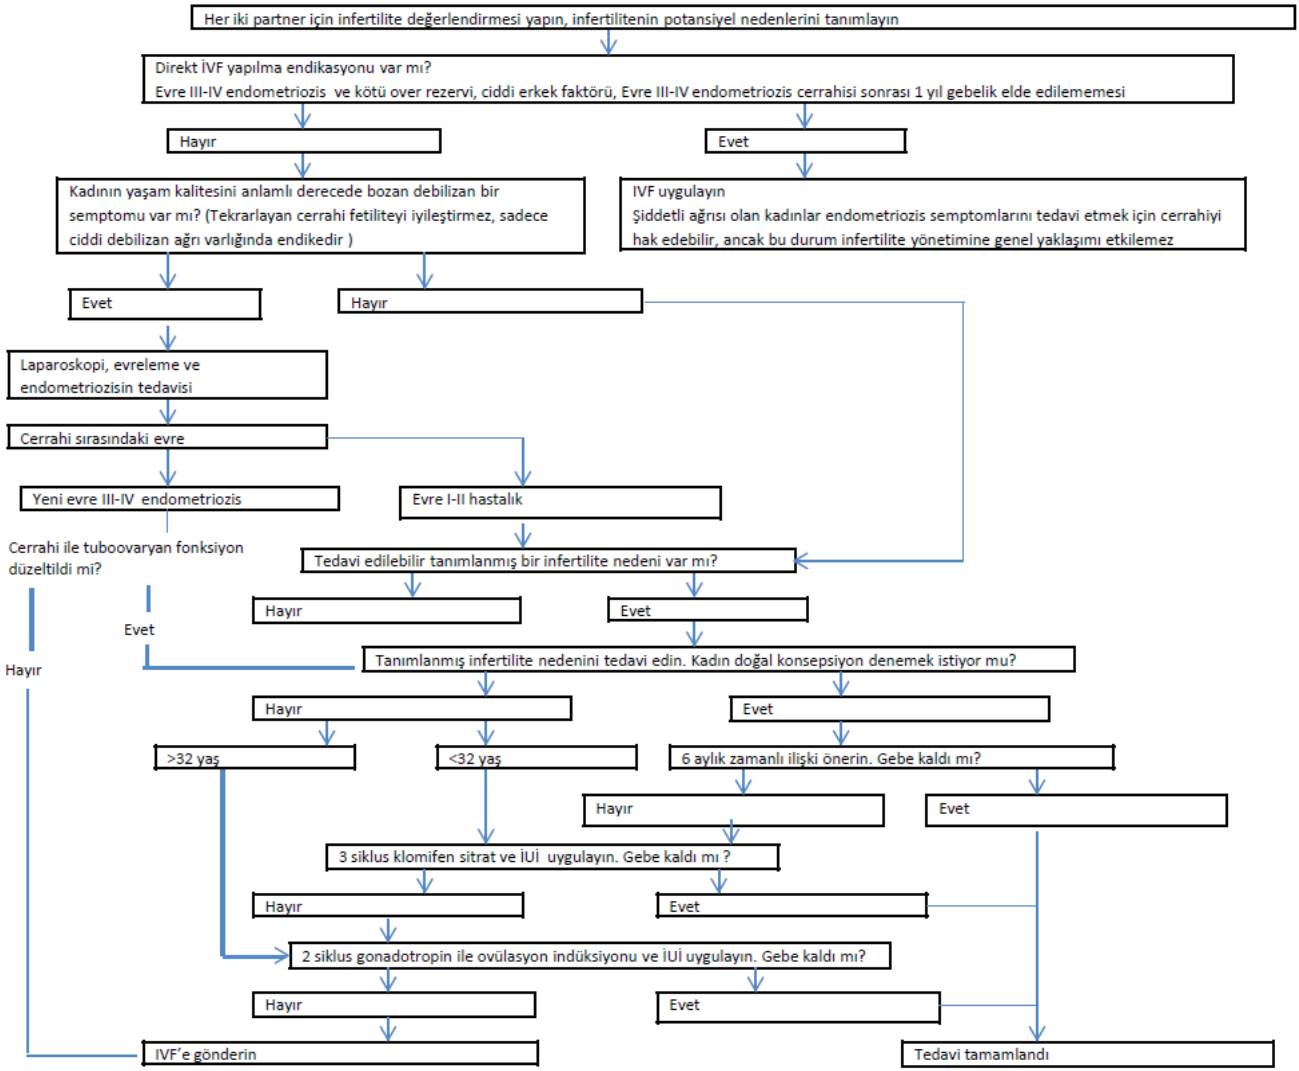 Her iki partner için infertilite değerlendirmesi yapın, infertilitenin potansiyel nedenlerini tanımlayın
Direkt İVF yapılma endikasyonu var mı?
Evre III-IV endometriozis ve kötü over rezervi, ciddi erkek faktörü, Evre III-IV endometriozis cerrahisi sonrası 1 yıl gebelik elde edilememesi
Hayır
Evet
Kadının yaşam kalitesini anlamlı derecede bozan debilizan bir
semptomu var mı? (Tekrarlayan cerrahi fetiliteyi iyileştirmez, sadece
ciddi debilizan ağrı varlığında endikedir )
IVF uygulayın
Şiddetli ağrısı olan kadınlar endometriozis semptomlarını tedavi etmek için cerrahiyi
hak edebilir, ancak bu durum infertilite yönetimine genel yaklaşımı etkilemez
Evet
Hayır
Laparoskopi, evreleme ve
endometriozisin tedavisi
Cerrahi sırasındaki evre
Yeni evre III-IV endometriozis
Evre I-II hastalık
Cerrahi ile tuboovaryan fonksiyon
düzeltildi mi?
Tedavi edilebilir tanımlanmış bir infertilite nedeni var mı?
Hayır
Evet
Evet
Hayır
Tanımlanmış infertilite nedenini tedavi edin. Kadın doğal konsepsiyon denemek istiyor mu?
Hayır
Evet
>32 yaş
<32 yaş
6 aylık zamanlı ilişki önerin. Gebe kaldı mı?
Hayır
Evet
3 siklus klomifen sitrat ve İUİ uygulayın. Gebe kaldı mı ?
Hayır
Evet
2 siklus gonadotropin ile ovülasyon indüksiyonu ve İUİ uygulayın. Gebe kaldı mı?
Hayır
Evet
IVF'e gönderin
Tedavi tamamlandı